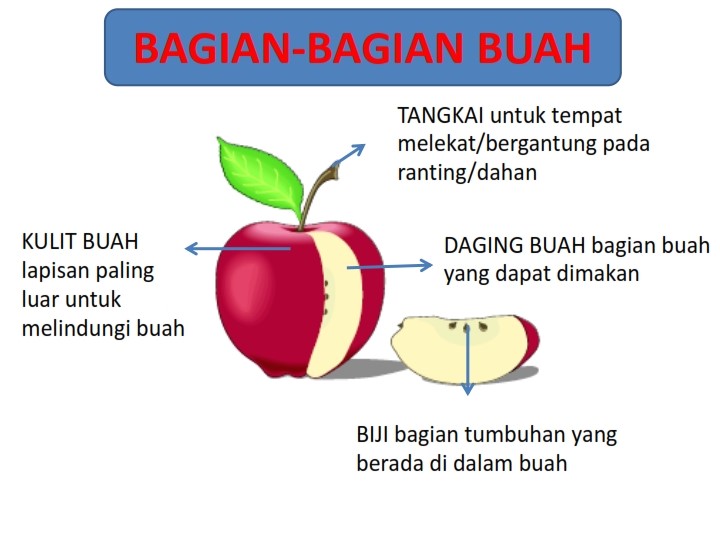 BAGIAN-BAGIAN BUAH
TANGKAI untuk tempat
melekat/bergantung pada
ranting/dahan
KULIT BUAH
lapisan paling
luar untuk
melindungi buah
DAGING BUAH bagian buah
yang dapat dimakan
BIJI bagian tumbuhan yang
berada di dalam buah